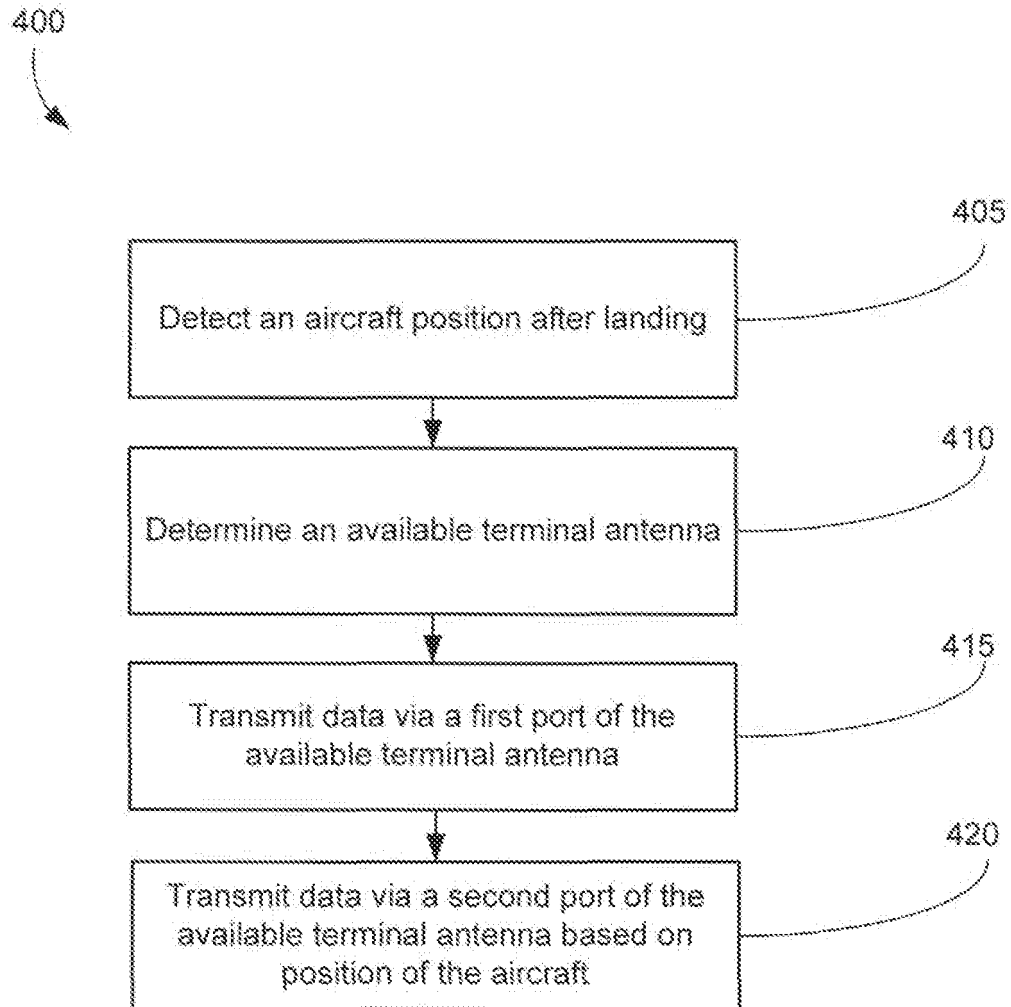 400
405
Detect an aircraft position after landing
410
Determine an available terminal antenna
415
Transmit data via a first port of the
available terminal antenna
420
Transmit data via a second port of the
available terminal antenna based on
position of the aircraft